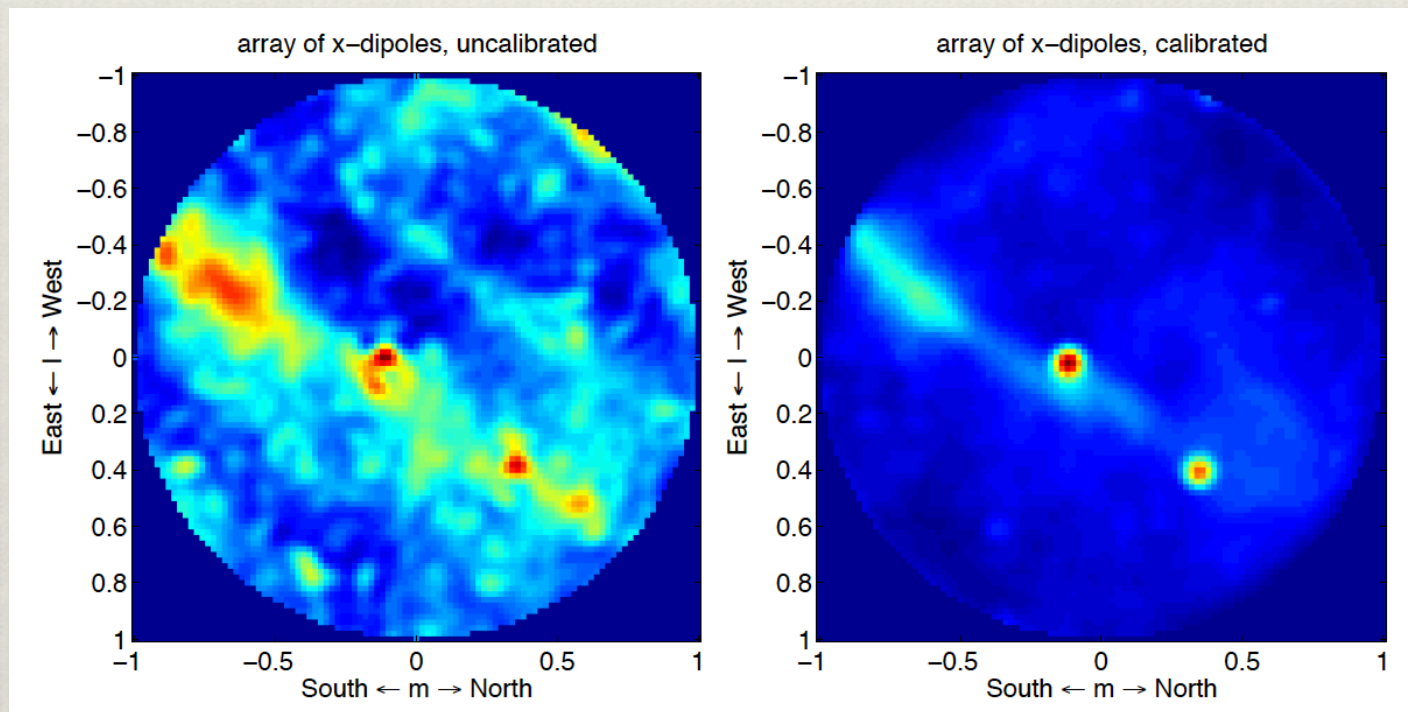 array of x−dipoles, uncalibrated
−1
−0.8
−0.6
−0.4
−0.2
0
0.2
0.4
0.6
0.8
1
East ← l → West
−1 −0.5 0 0.5 1
South ← m → North
array of x−dipoles, calibrated
−1
−0.8
−0.6
−0.4
−0.2
0
0.2
0.4
0.6
0.8
1
East ← l → West
−1 −0.5 0 0.5 1
South ← m → North